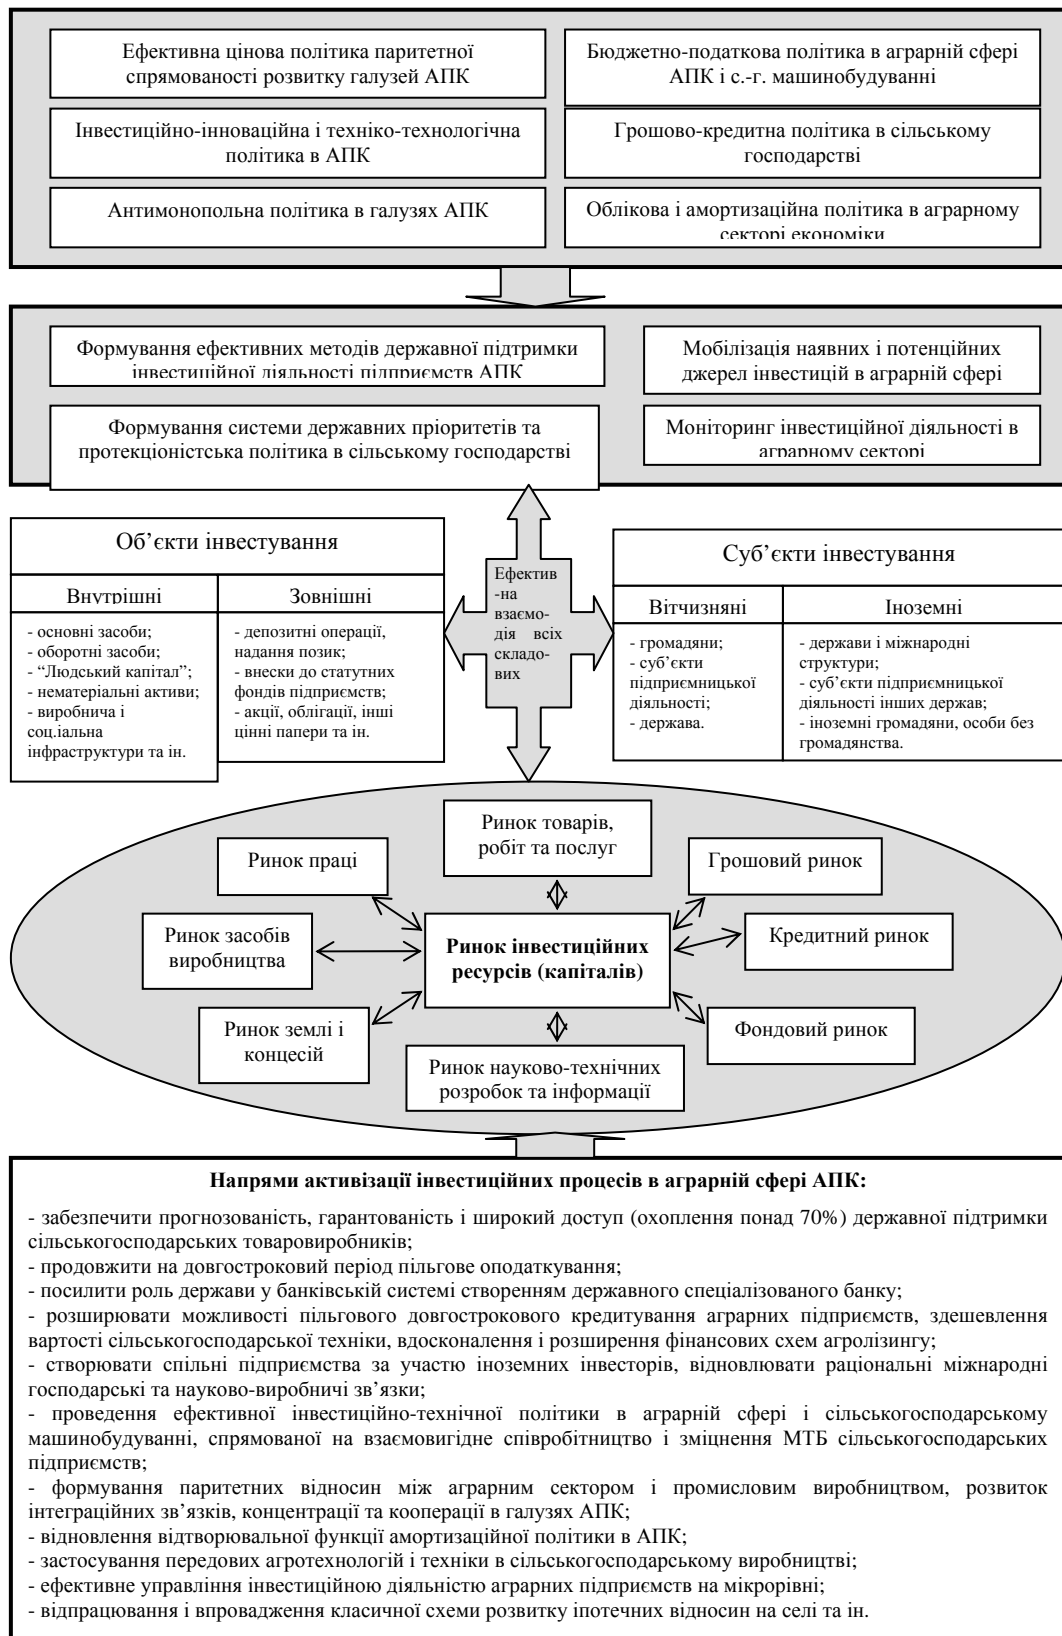 Ефективна цінова політика паритетної
спрямованості розвитку галузей АПК
Бюджетно-податкова політика в аграрній сфері
АПК і с.-г. машинобудуванні
Інвестиційно-інноваційна і техніко-технологічна
політика в АПК
Грошово-кредитна політика в сільському
господарстві
Антимонопольна політика в галузях АПК
Облікова і амортизаційна політика в аграрному
секторі економіки
Формування ефективних методів державної підтримки
інвестиційної діяльності підприємств АПК
Мобілізація наявних і потенційних
джерел інвестицій в аграрній сфері
Формування системи державних пріоритетів та
протекціоністська політика в сільському господарстві
Моніторинг інвестиційної діяльності в
аграрному секторі
Об’єкти інвестування
Внутрішні
Зовнішні
- основні засоби;
- оборотні засоби;
- “Людський капітал”;
- нематеріальні активи;
- виробнича і
соц.іальна
інфраструктури та ін.
- депозитні операції,
надання позик;
- внески до статутних
фондів підприємств;
- акції, облігації, інші
цінні папери та ін.
Ефектив
-на
взаємо-
дія всіх
складо-
вих
Суб’єкти інвестування
Вітчизняні
Іноземні
- громадяни;
- суб’єкти
підприємницької
діяльності;
- держава.
- держави і міжнародні
структури;
- суб’єкти підприємницької
діяльності інших держав;
- іноземні громадяни, особи без
громадянства.
Ринок товарів,
робіт та послуг
Ринок праці
Грошовий ринок
Ринок засобів
виробництва
Ринок інвестиційних
ресурсів (капіталів)
Кредитний ринок
Ринок землі і
концесій
Фондовий ринок
Ринок науково-технічних
розробок та інформації
Напрями активізації інвестиційних процесів в аграрній сфері АПК:
- забезпечити прогнозованість, гарантованість і широкий доступ (охоплення понад 70%) державної підтримки
сільськогосподарських товаровиробників;
- продовжити на довгостроковий період пільгове оподаткування;
- посилити роль держави у банківській системі створенням державного спеціалізованого банку;
- розширювати можливості пільгового довгострокового кредитування аграрних підприємств, здешевлення
вартості сільськогосподарської техніки, вдосконалення і розширення фінансових схем агролізингу;
- створювати спільні підприємства за участю іноземних інвесторів, відновлювати раціональні міжнародні
господарські та науково-виробничі зв’язки;
- проведення ефективної інвестиційно-технічної політики в аграрній сфері і сільськогосподарському
машинобудуванні, спрямованої на взаємовигідне співробітництво і зміцнення МТБ сільськогосподарських
підприємств;
- формування паритетних відносин між аграрним сектором і промисловим виробництвом, розвиток
інтеграційних зв’язків, концентрації та кооперації в галузях АПК;
- відновлення відтворювальної функції амортизаційної політики в АПК;
- застосування передових агротехнологій і техніки в сільськогосподарському виробництві;
- ефективне управління інвестиційною діяльністю аграрних підприємств на мікрорівні;
- відпрацювання і впровадження класичної схеми розвитку іпотечних відносин на селі та ін.